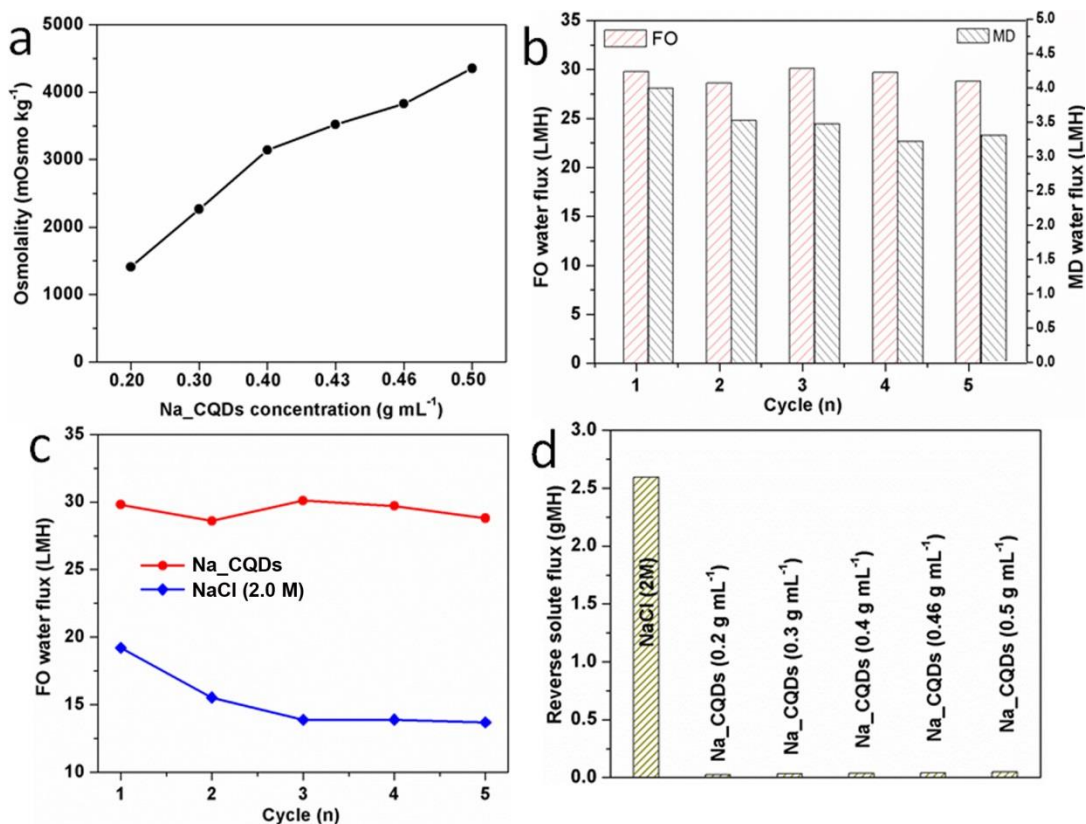 a
5000
4000
3000
2000
1000
0
Osmolality (mOsmo kg⁻¹)
0.20 0.30 0.40 0.43 0.46 0.50
Na_CQDs concentration (g mL⁻¹)
b
35
30
25
20
15
10
5
0
FO water flux (LMH)
FO
MD
5.0
4.5
4.0
3.5
3.0
2.5
2.0
1.5
1.0
0.5
0.0
MD water flux (LMH)
1 2 3 4 5
Cycle (n)
c
35
30
25
20
15
10
FO water flux (LMH)
Na_CQDs
NaCl (2.0 M)
1 2 3 4 5
Cycle (n)
d
3.0
2.5
2.0
1.5
1.0
0.5
0.0
Reverse solute flux (gMH)
NaCl (2M)
Na_CQDs (0.2 g mL⁻¹)
Na_CQDs (0.3 g mL⁻¹)
Na_CQDs (0.4 g mL⁻¹)
Na_CQDs (0.46 g mL⁻¹)
Na_CQDs (0.5 g mL⁻¹)